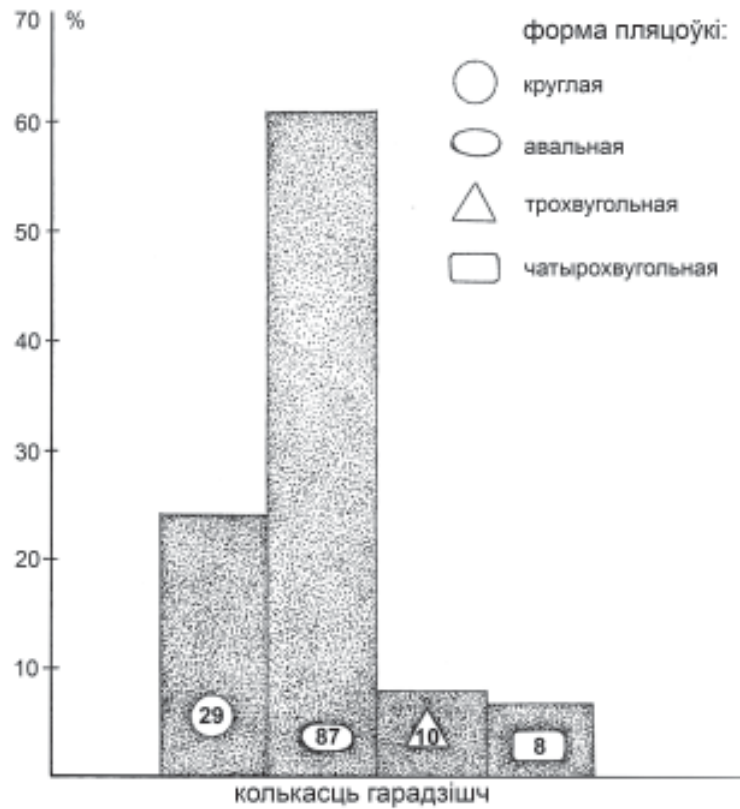 70 %
60
50
40
30
20
10
форма пляцоўкі:
круглая
авальная
трохвугольная
чатырохвугольная
29
87
10
8
колькасць гарадзішч